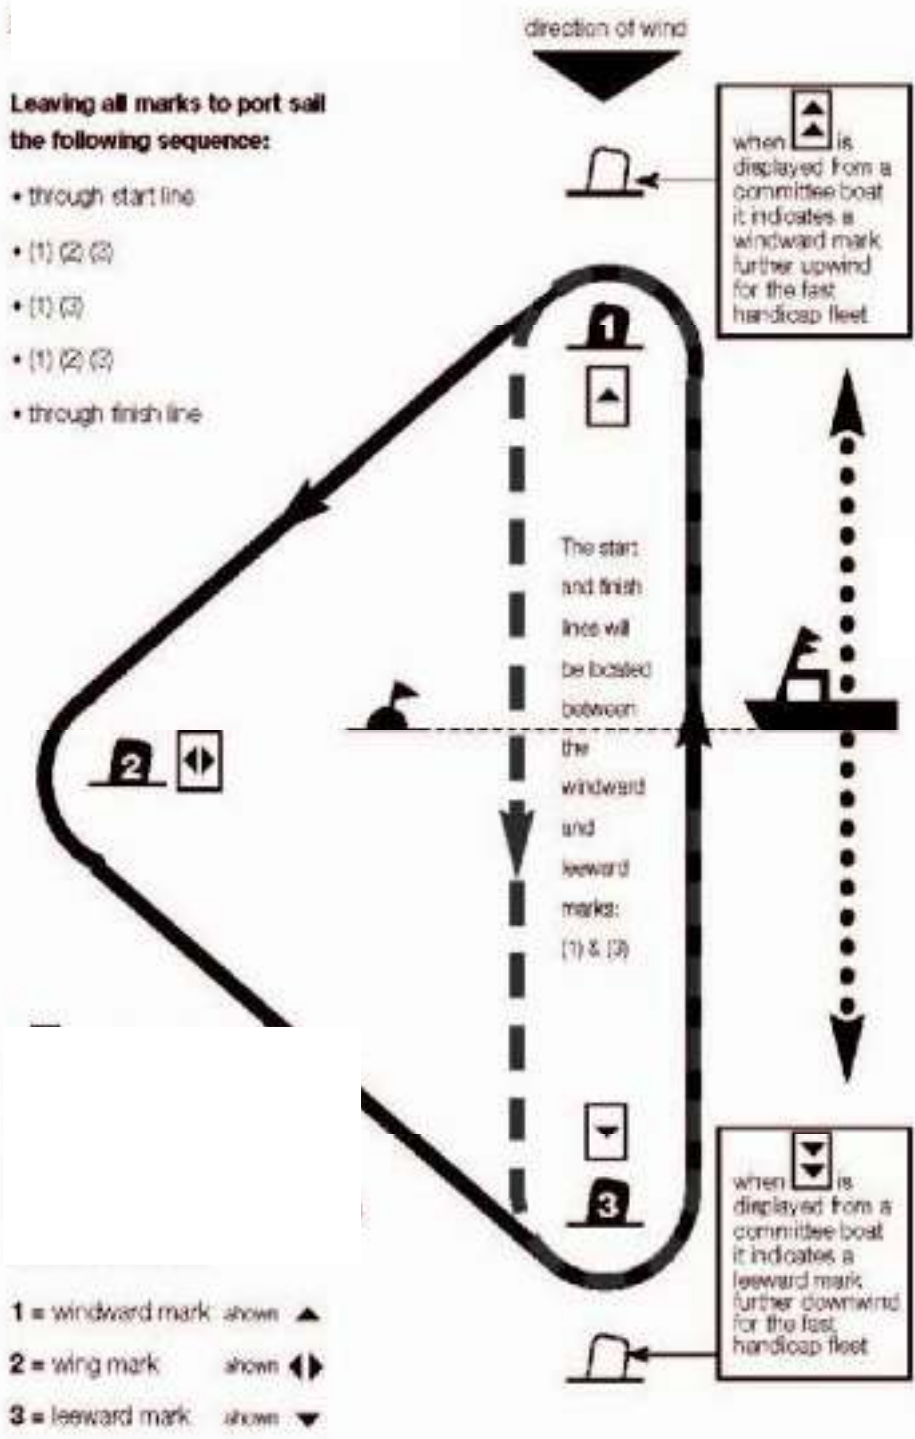 direction of wind
Leaving all marks to port sail
the following sequence:
• through start line
• (1) (2) (3)
• (1) (3)
• (1) (2) (3)
• through finish line
when is
displayed from a
committee boat
it indicates a
windward mark
further upwind
for the fast
handicap fleet
1
The start
and finish
lines will
be located
between
the
windward
and
leeward
marks:
(1) & (3)
2
3
when is
displayed from a
committee boat
it indicates a
leeward mark
further downwind
for the fast
handicap fleet
1 = windward mark shown
2 = wing mark shown
3 = leeward mark shown